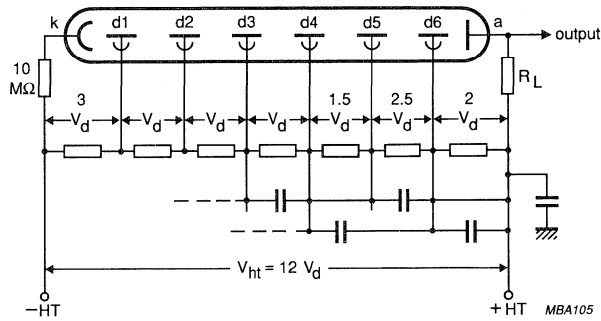 k d1 d2 d3 d4 d5 d6 a
output
10
MΩ
R_L
3 1.5 2.5 2
V_d V_d V_d V_d V_d V_d V_d
V_ht = 12 V_d
−HT +HT MBA105